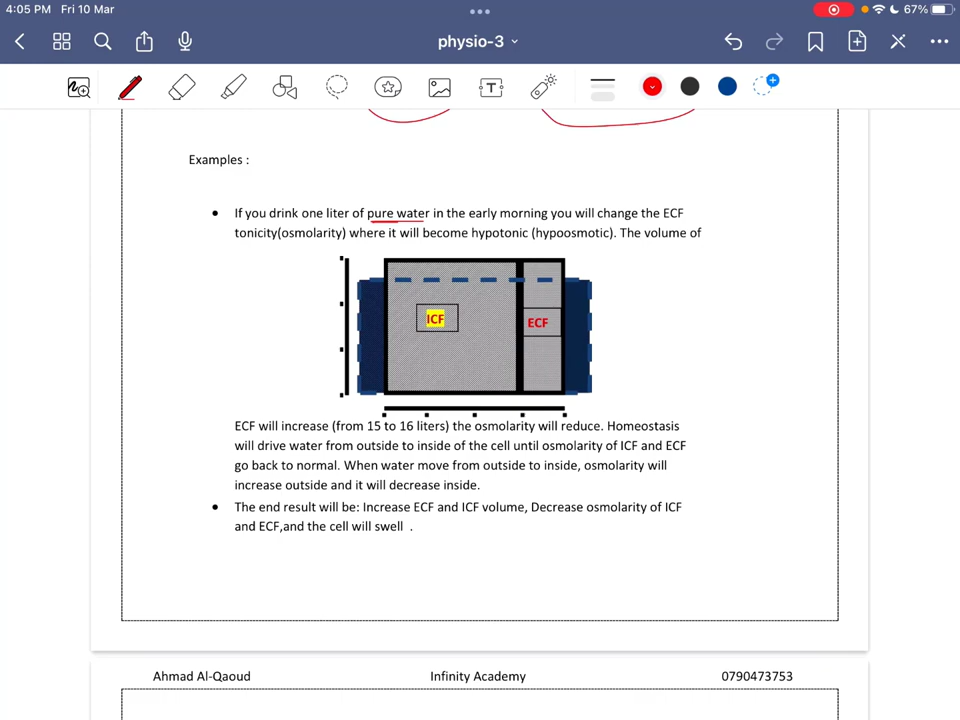 4:05 PM Fri 10 Mar
67%
physio-3
T
Examples :
• If you drink one liter of pure water in the early morning you will change the ECF
tonicity(osmolarity) where it will become hypotonic (hypoosmotic). The volume of
ICF
ECF
ECF will increase (from 15 to 16 liters) the osmolarity will reduce. Homeostasis
will drive water from outside to inside of the cell until osmolarity of ICF and ECF
go back to normal. When water move from outside to inside, osmolarity will
increase outside and it will decrease inside.
• The end result will be: Increase ECF and ICF volume, Decrease osmolarity of ICF
and ECF,and the cell will swell .
Ahmad Al-Qaoud Infinity Academy 0790473753